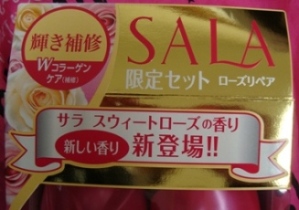 輝き補修
Wコラーゲン
ケア(補修)
SALA
限定セット ローズリペア
サラ スウィートローズの香り
新しい香り 新登場!!